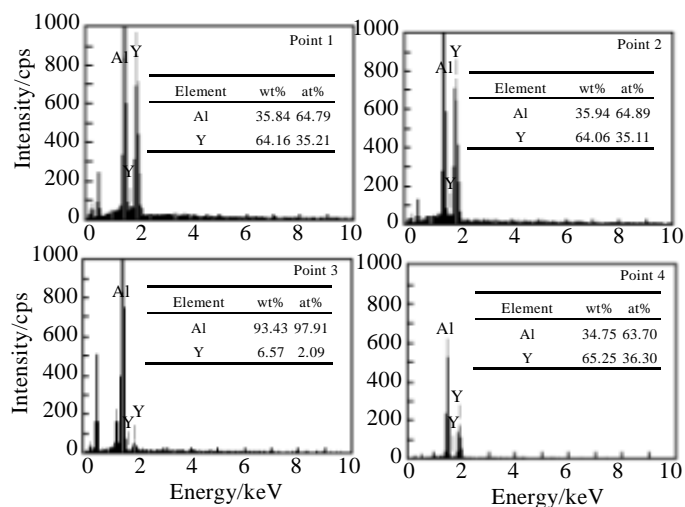 Intensity/cps
1000
800
600
400
200
0
Al
Y
Y
Point 1
Element wt% at%
Al 35.84 64.79
Y 64.16 35.21
0 2 4 6 8 10
1000
800
600
400
200
0
Al
Y
Y
Point 2
Element wt% at%
Al 35.94 64.89
Y 64.06 35.11
0 2 4 6 8 10
Intensity/cps
1000
800
600
400
200
0
Al
Y
Y
Point 3
Element wt% at%
Al 93.43 97.91
Y 6.57 2.09
0 2 4 6 8 10
Energy/keV
1000
800
600
400
200
0
Al
Y
Y
Point 4
Element wt% at%
Al 34.75 63.70
Y 65.25 36.30
0 2 4 6 8 10
Energy/keV